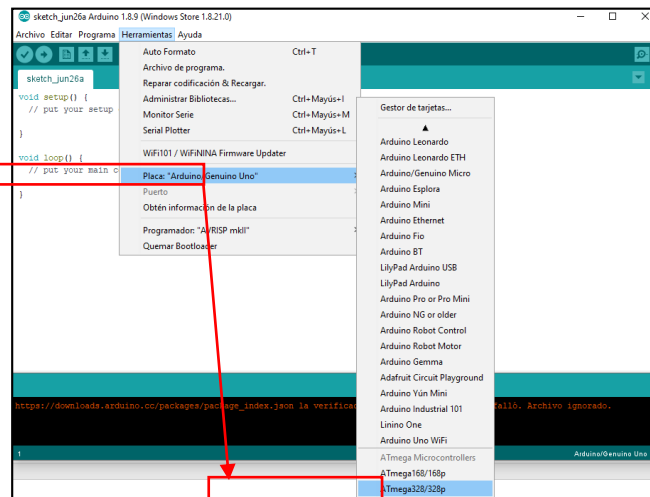 sketch_jun26a Arduino 1.8.9 (Windows Store 1.8.21.0)
Archivo Editar Programa Herramientas Ayuda
sketch_jun26a
void setup() {
// put your setup
}
void loop() {
// put your main c
}
Auto Formato Ctrl+T
Archivo de programa.
Reparar codificación & Recargar.
Administrar Bibliotecas... Ctrl+Mayús+I
Monitor Serie Ctrl+Mayús+M
Serial Plotter Ctrl+Mayús+L
WiFi101 / WiFiNINA Firmware Updater
Placa: "Arduino/Genuino Uno"
Puerto
Obtén información de la placa
Programador: "AVRISP mkII"
Quemar Bootloader
Gestor de tarjetas...
Arduino Leonardo
Arduino Leonardo ETH
Arduino/Genuino Micro
Arduino Esplora
Arduino Mini
Arduino Ethernet
Arduino Fio
Arduino BT
LilyPad Arduino USB
LilyPad Arduino
Arduino Pro or Pro Mini
Arduino NG or older
Arduino Robot Control
Arduino Robot Motor
Arduino Gemma
Adafruit Circuit Playground
Arduino Yún Mini
Arduino Industrial 101
Linino One
Arduino Uno WiFi
ATmega Microcontrollers
ATmega168/168p
ATmega328/328p
https://downloads.arduino.cc/packages/package_index.json la verificac falló. Archivo ignorado.
1 Arduino/Genuino Uno